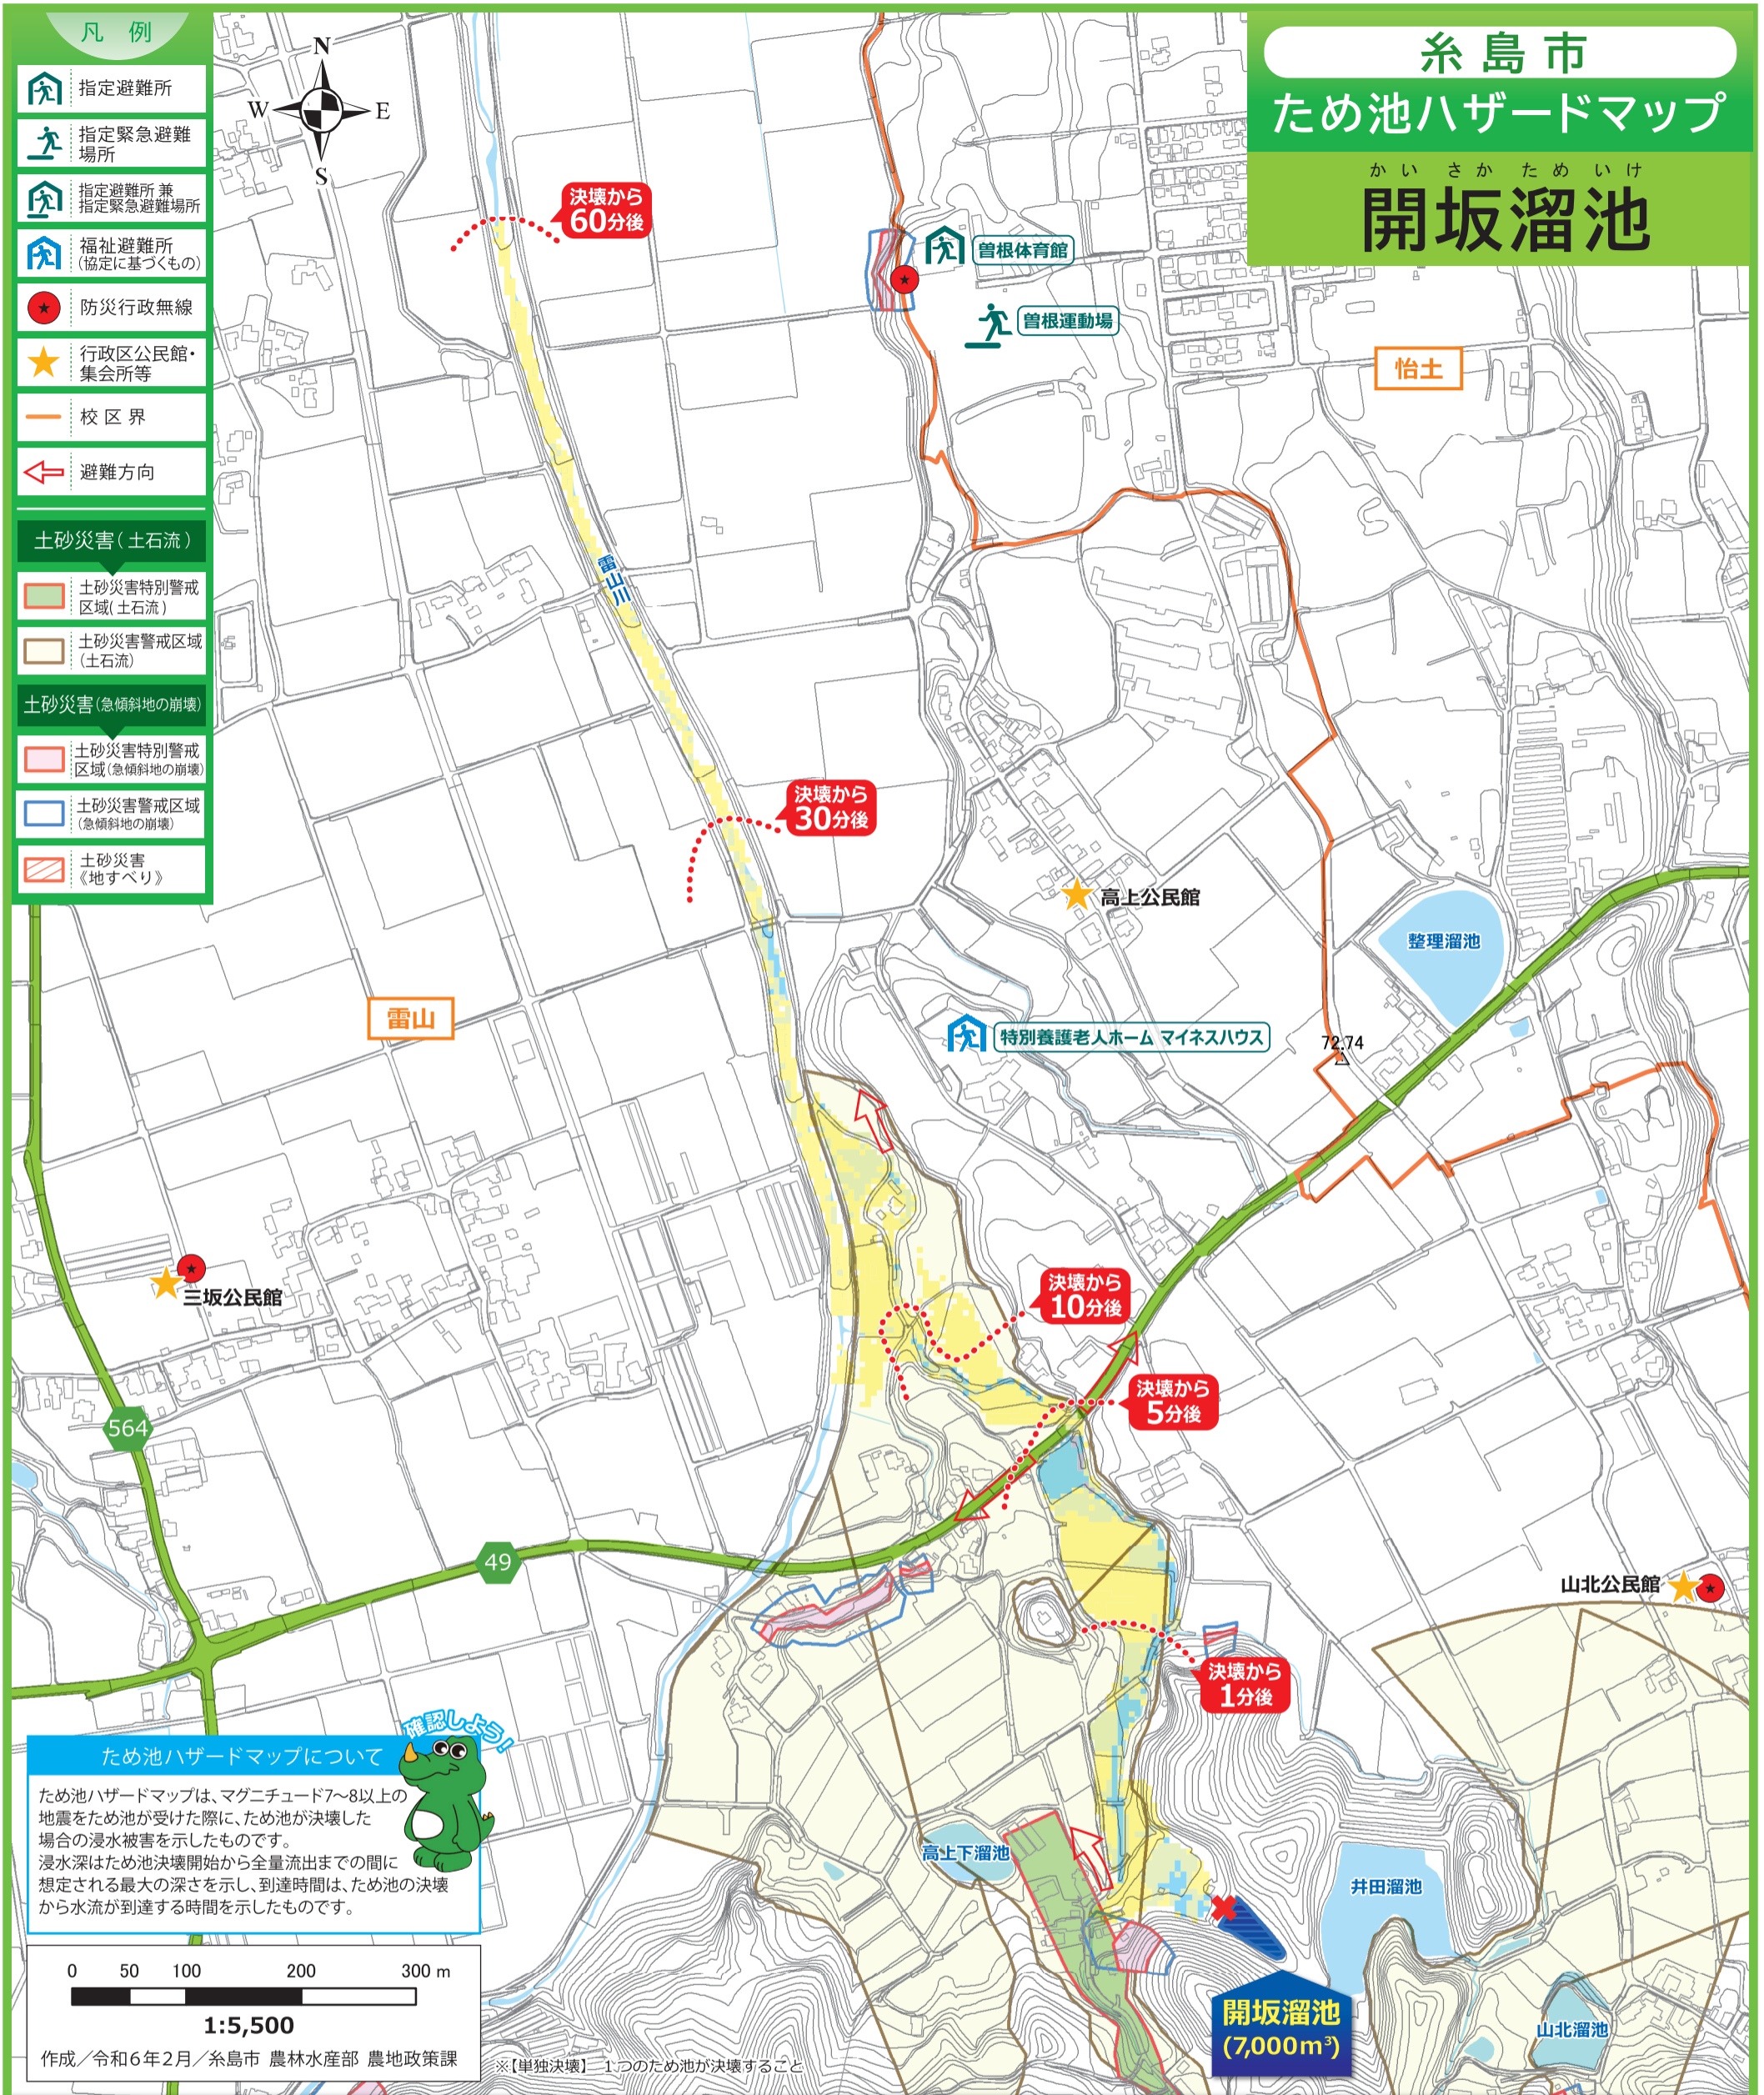 凡 例
指定避難所
指定緊急避難
場所
指定避難所 兼
指定緊急避難場所
福祉避難所
(協定に基づくもの)
防災行政無線
行政区公民館・
集会所等
校 区 界
避難方向
土砂災害(土石流)
土砂災害特別警戒
区域(土石流)
土砂災害警戒区域
(土石流)
土砂災害(急傾斜地の崩壊)
土砂災害特別警戒
区域(急傾斜地の崩壊)
土砂災害警戒区域
(急傾斜地の崩壊)
土砂災害
《地すべり》
N
W
E
S
糸島市
ため池ハザードマップ
かい さか ため いけ
開坂溜池
決壊から
60分後
曽根体育館
曽根運動場
怡土
雷山川
決壊から
30分後
高上公民館
整理溜池
雷山
特別養護老人ホーム マイネスハウス
72.74
三坂公民館
決壊から
10分後
決壊から
5分後
564
49
山北公民館
決壊から
1分後
高上下溜池
井田溜池
開坂溜池
(7,000m³)
山北溜池
確認しよう!
ため池ハザードマップについて
ため池ハザードマップは、マグニチュード7〜8以上の
地震をため池が受けた際に、ため池が決壊した
場合の浸水被害を示したものです。
浸水深はため池決壊開始から全量流出までの間に
想定される最大の深さを示し、到達時間は、ため池の決壊
から水流が到達する時間を示したものです。
0 50 100 200 300 m
1:5,500
作成/令和6年2月/糸島市 農林水産部 農地政策課
※【単独決壊】 1つのため池が決壊すること